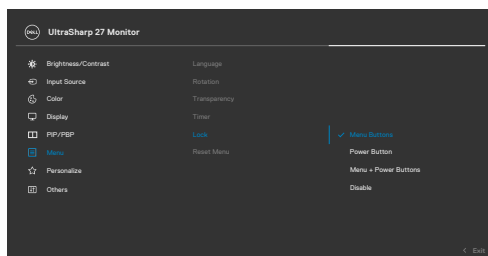 DELL
UltraSharp 27 Monitor
Brightness/Contrast
Input Source
Color
Display
PIP/PBP
Menu
Personalize
Others
Language
Rotation
Transparency
Timer
Lock
Reset Menu
Menu Buttons
Power Button
Menu + Power Buttons
Disable
Exit